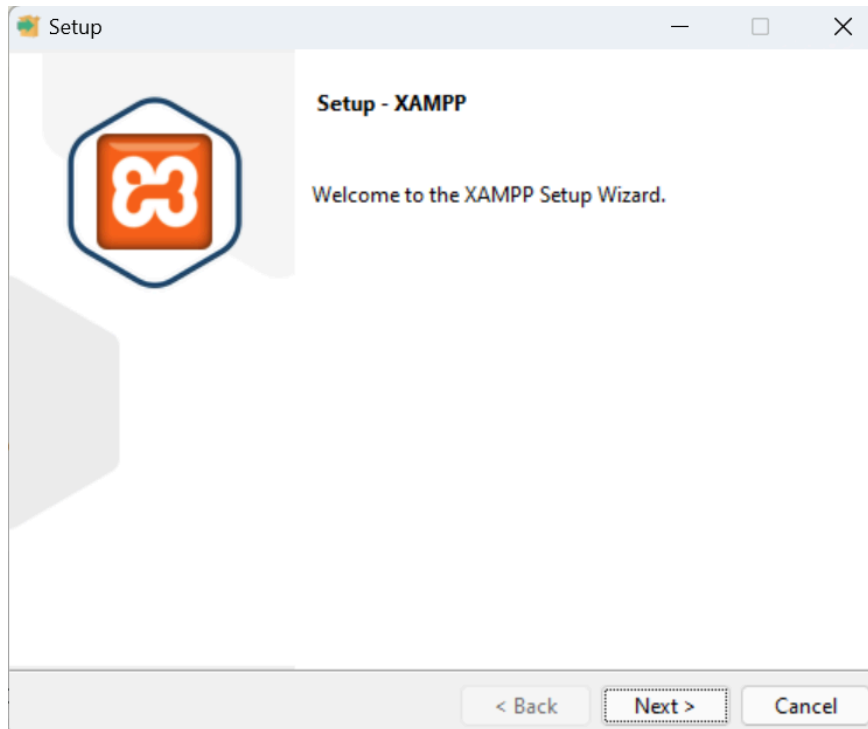 Setup
Setup - XAMPP
Welcome to the XAMPP Setup Wizard.
< Back
Next >
Cancel